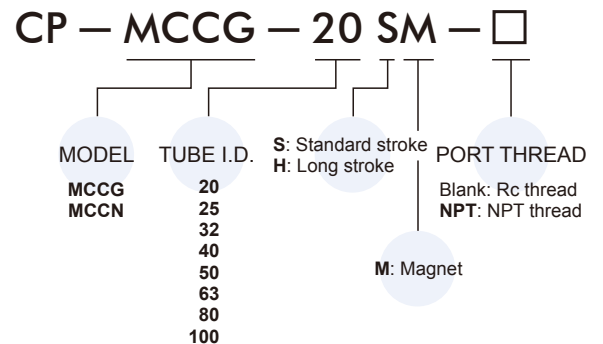 CP — MCCG — 20 SM — □
MODEL
MCCG
MCCN
TUBE I.D.
20
25
32
40
50
63
80
100
S: Standard stroke
H: Long stroke
M: Magnet
PORT THREAD
Blank: Rc thread
NPT: NPT thread